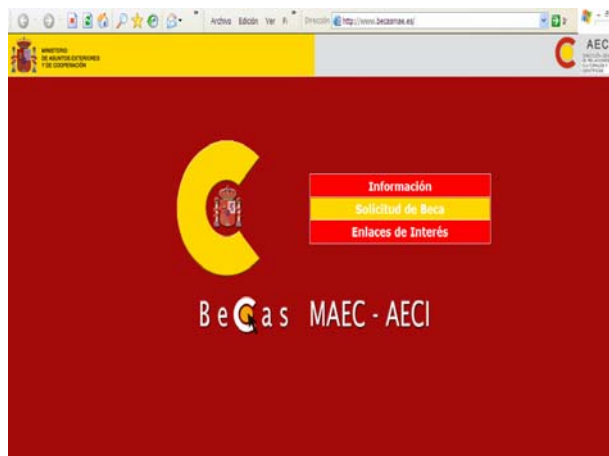 Archivo Edición Ver
Dirección http://www.becasmae.es/
MINISTERIO
DE ASUNTOS EXTERIORES
Y DE COOPERACIÓN
AEC
Información
Solicitud de Beca
Enlaces de Interés
BeCas MAEC - AECI